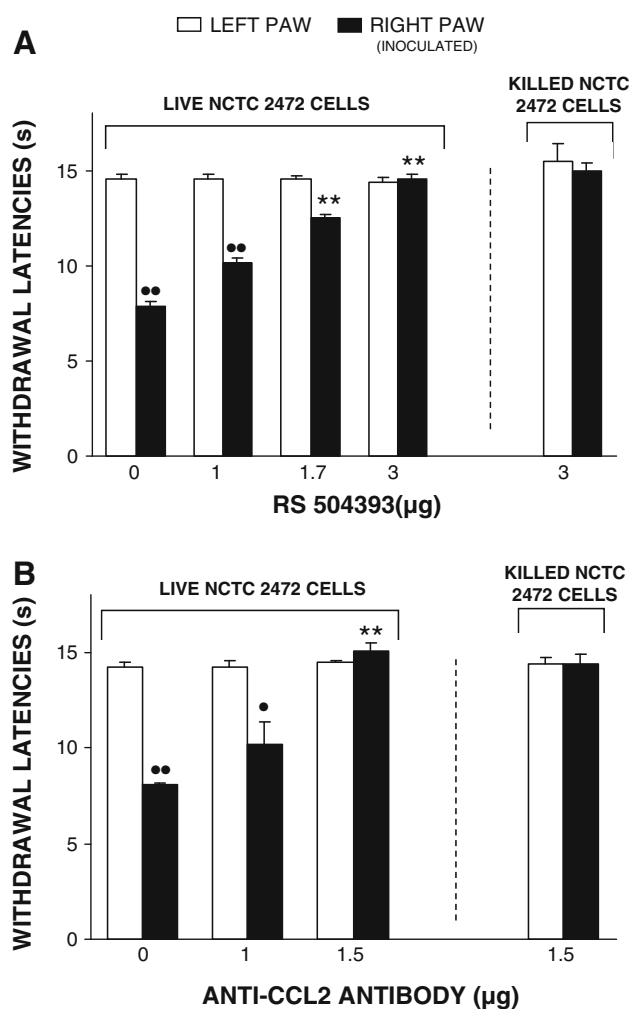 LEFT PAW RIGHT PAW
(INOCULATED)
A
KILLED NCTC
2472 CELLS
LIVE NCTC 2472 CELLS
WITHDRAWAL LATENCIES (s)
15
10
5
0
•• •• ** **
0 1 1.7 3 3
RS 504393(µg)
B
KILLED NCTC
2472 CELLS
LIVE NCTC 2472 CELLS
WITHDRAWAL LATENCIES (s)
15
10
5
0
•• • **
0 1 1.5 1.5
ANTI-CCL2 ANTIBODY (µg)